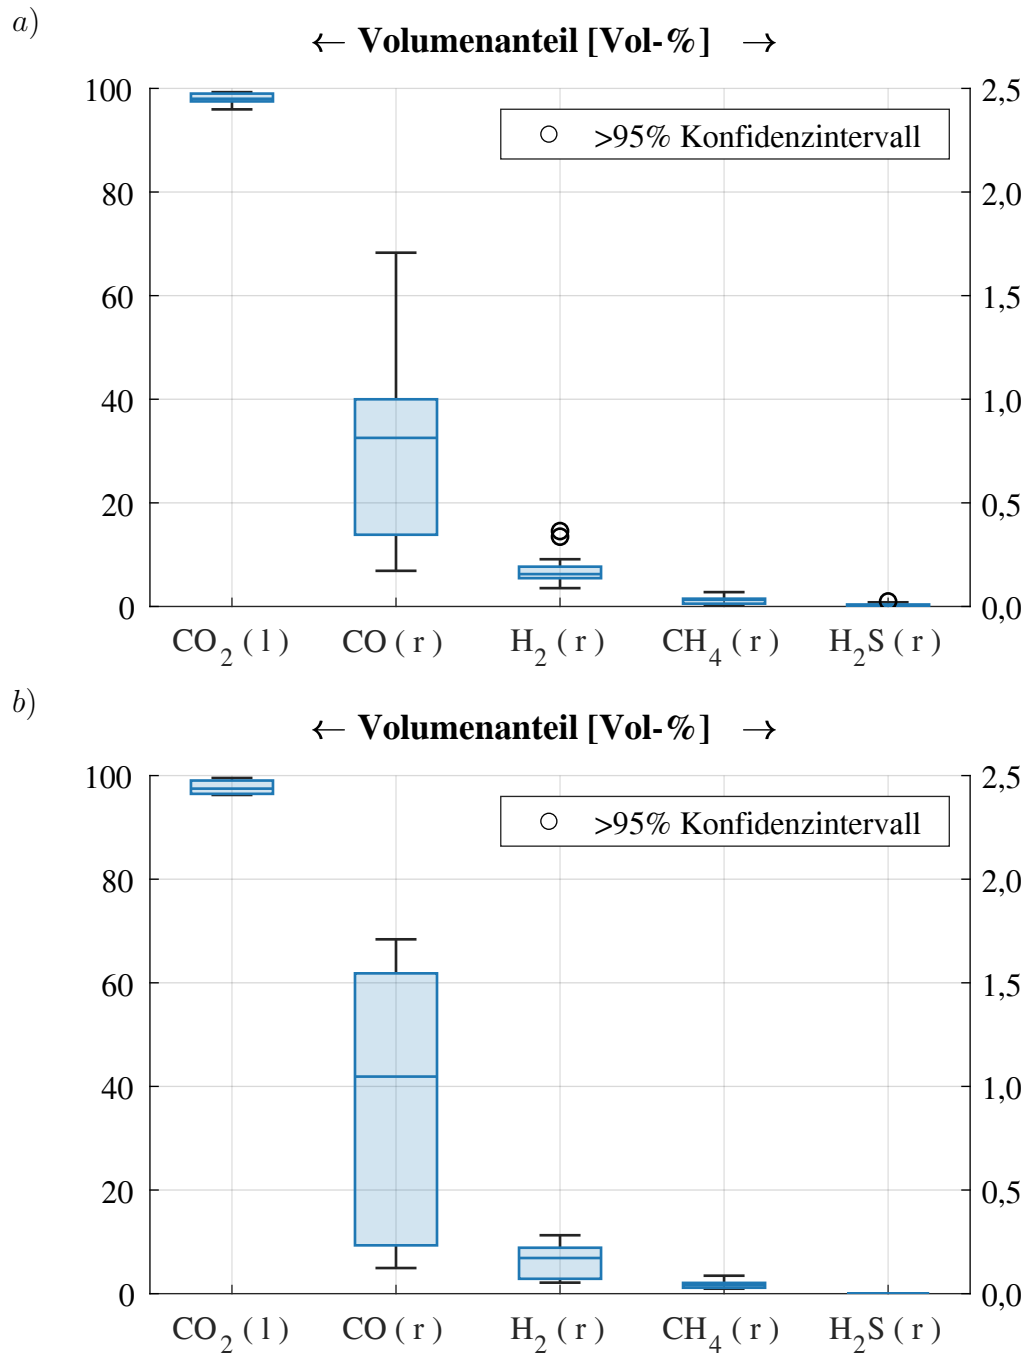 a)
← Volumenanteil [Vol-%] →
100 2,5
>95% Konfidenzintervall
80 2,0
60 1,5
40 1,0
20 0,5
0 0,0
CO₂ ( l ) CO ( r ) H₂ ( r ) CH₄ ( r ) H₂S ( r )
b)
← Volumenanteil [Vol-%] →
100 2,5
>95% Konfidenzintervall
80 2,0
60 1,5
40 1,0
20 0,5
0 0,0
CO₂ ( l ) CO ( r ) H₂ ( r ) CH₄ ( r ) H₂S ( r )